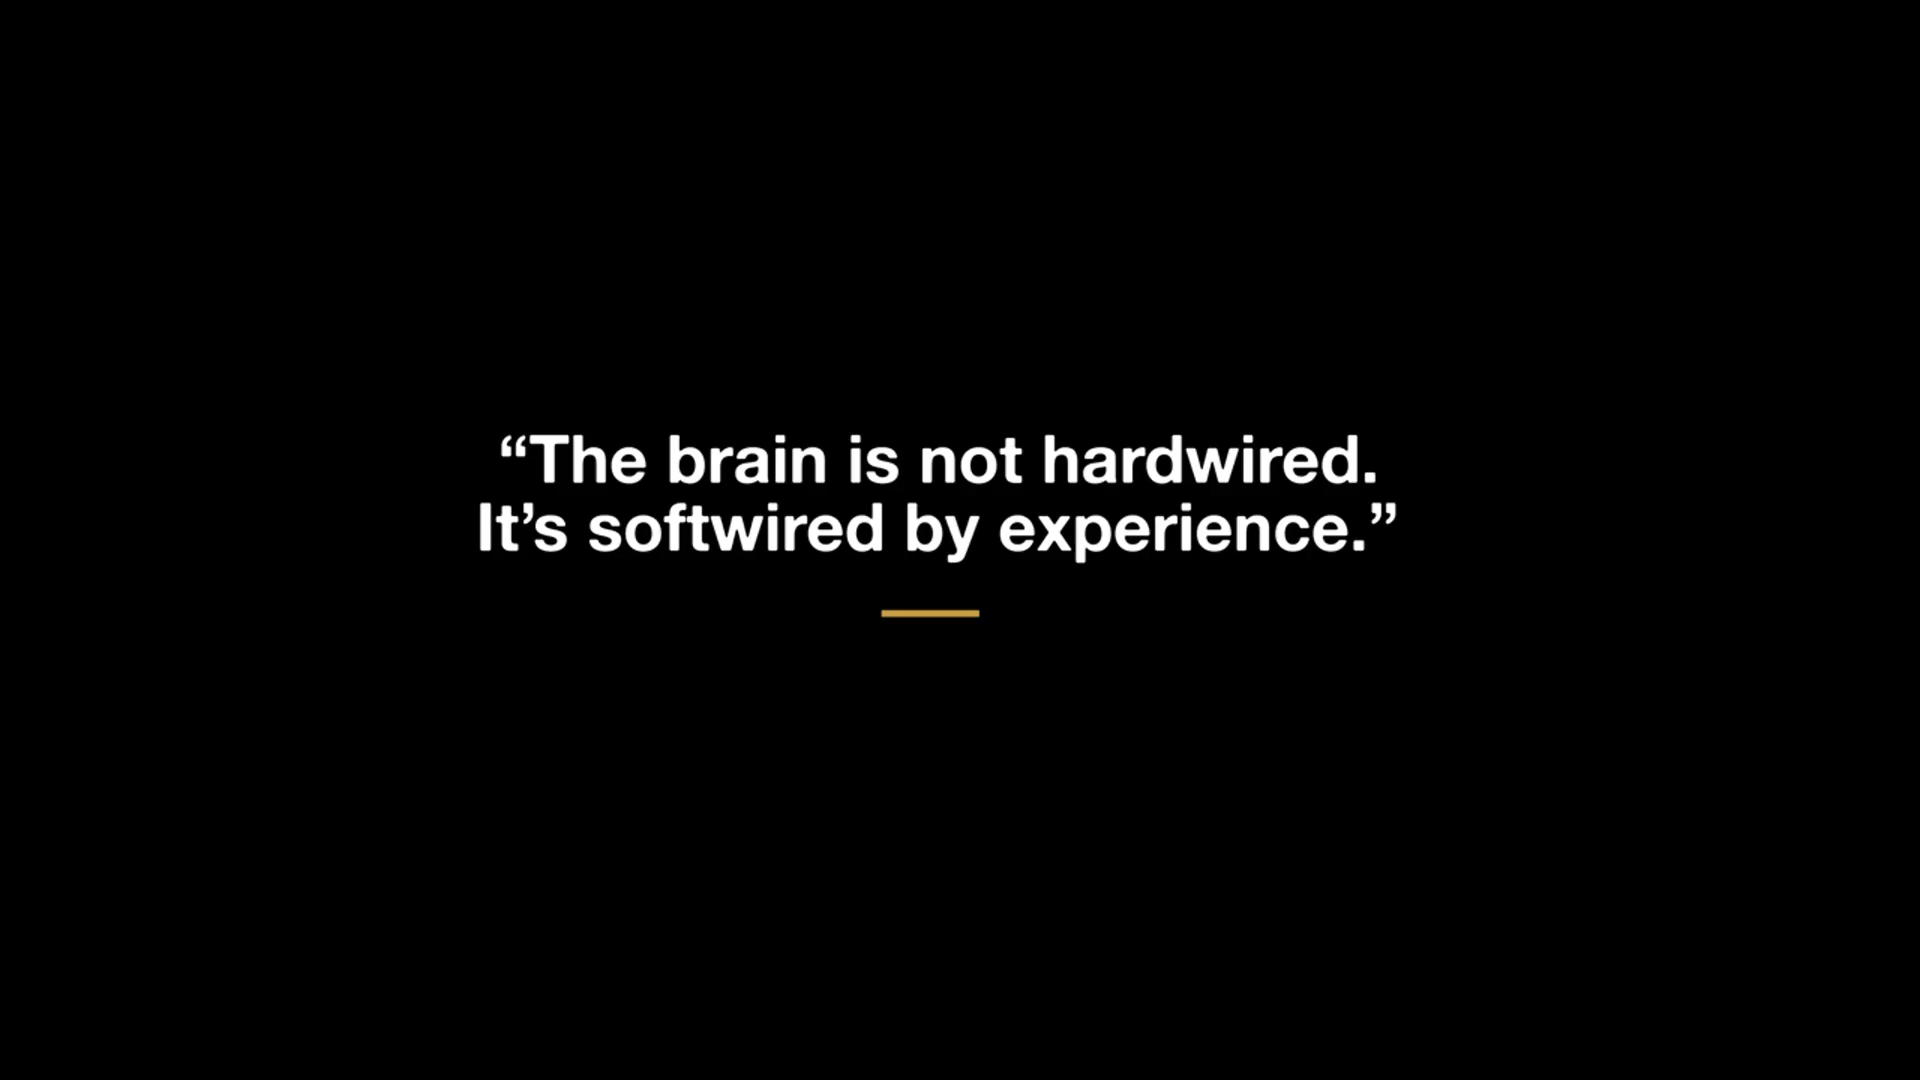 “The brain is not hardwired.
It’s softwired by experience.”